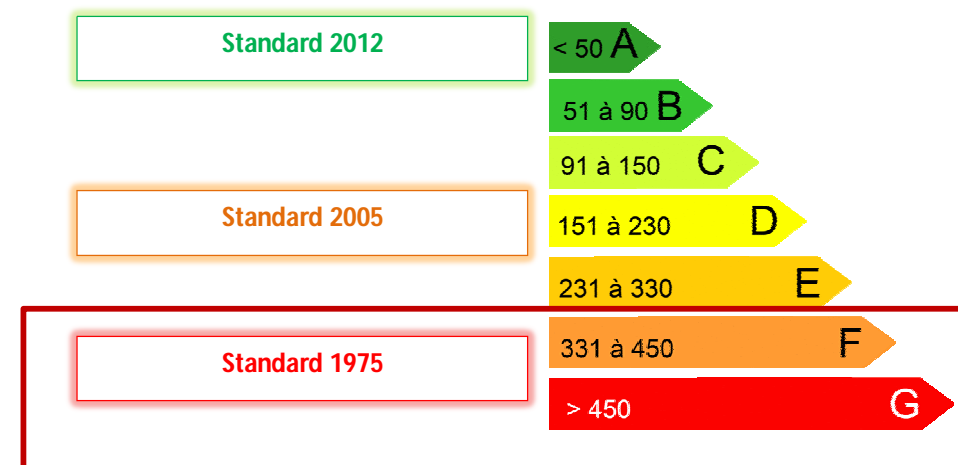 Standard 2012
< 50 A
51 à 90 B
91 à 150 C
Standard 2005
151 à 230 D
231 à 330 E
Standard 1975
331 à 450 F
> 450 G